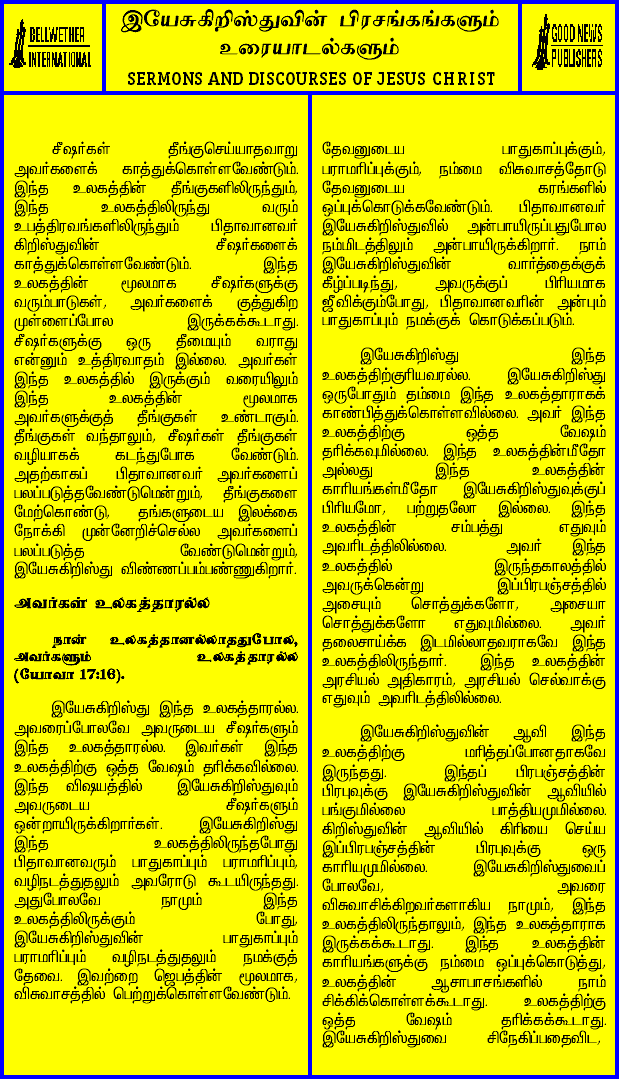 BELLWETHER
INTERNATIONAL
இயேசுகிறிஸ்துவின் பிரசங்கங்களும்
உரையாடல்களும்
SERMONS AND DISCOURSES OF JESUS CHRIST
GOOD NEWS
PUBLISHERS
சீஷர்கள் தீங்குசெய்யாதவாறு
அவர்களைக் காத்துக்கொள்ளவேண்டும்.
இந்த உலகத்தின் தீங்குகளிலிருந்தும்,
இந்த உலகத்திலிருந்து வரும்
உபத்திரவங்களிலிருந்தும் பிதாவானவர்
கிறிஸ்துவின் சீஷர்களைக்
காத்துக்கொள்ளவேண்டும். இந்த
உலகத்தின் மூலமாக சீஷர்களுக்கு
வரும்பாடுகள், அவர்களைக் குத்துகிற
முள்ளைப்போல இருக்கக்கூடாது.
சீஷர்களுக்கு ஒரு தீமையும் வராது
என்னும் உத்திரவாதம் இல்லை. அவர்கள்
இந்த உலகத்தில் இருக்கும் வரையிலும்
இந்த உலகத்தின் மூலமாக
அவர்களுக்குத் தீங்குகள் உண்டாகும்.
தீங்குகள் வந்தாலும், சீஷர்கள் தீங்குகள்
வழியாகக் கடந்துபோக வேண்டும்.
அதற்காகப் பிதாவானவர் அவர்களைப்
பலப்படுத்தவேண்டுமென்றும், தீங்குகளை
மேற்கொண்டு, தங்களுடைய இலக்கை
நோக்கி முன்னேறிச்செல்ல அவர்களைப்
பலப்படுத்த வேண்டுமென்றும்,
இயேசுகிறிஸ்து விண்ணப்பம்பண்ணுகிறார்.
அவர்கள் உலகத்தாரல்ல
நான் உலகத்தானல்லாததுபோல,
அவர்களும் உலகத்தாரல்ல
(யோவா 17:16).
இயேசுகிறிஸ்து இந்த உலகத்தாரல்ல.
அவரைப்போலவே அவருடைய சீஷர்களும்
இந்த உலகத்தாரல்ல. இவர்கள் இந்த
உலகத்திற்கு ஒத்த வேஷம் தரிக்கவில்லை.
இந்த விஷயத்தில் இயேசுகிறிஸ்துவும்
அவருடைய சீஷர்களும்
ஒன்றாயிருக்கிறார்கள். இயேசுகிறிஸ்து
இந்த உலகத்திலிருந்தபோது
பிதாவானவரும் பாதுகாப்பும் பராமரிப்பும்,
வழிநடத்துதலும் அவரோடு கூடயிருந்தது.
அதுபோலவே நாமும் இந்த
உலகத்திலிருக்கும் போது,
இயேசுகிறிஸ்துவின் பாதுகாப்பும்
பராமரிப்பும் வழிநடத்துதலும் நமக்குத்
தேவை. இவற்றை ஜெபத்தின் மூலமாக,
விசுவாசத்தில் பெற்றுக்கொள்ளவேண்டும்.
தேவனுடைய பாதுகாப்புக்கும்,
பராமரிப்புக்கும், நம்மை விசுவாசத்தோடு
தேவனுடைய கரங்களில்
ஒப்புக்கொடுக்கவேண்டும். பிதாவானவர்
இயேசுகிறிஸ்துவில் அன்பாயிருப்பதுபோல
நம்மிடத்திலும் அன்பாயிருக்கிறார். நாம்
இயேசுகிறிஸ்துவின் வார்த்தைக்குக்
கீழ்ப்படிந்து, அவருக்குப் பிரியமாக
ஜீவிக்கும்போது, பிதாவானவரின் அன்பும்
பாதுகாப்பும் நமக்குக் கொடுக்கப்படும்.
இயேசுகிறிஸ்து இந்த
உலகத்திற்குரியவரல்ல. இயேசுகிறிஸ்து
ஒருபோதும் தம்மை இந்த உலகத்தாராகக்
காண்பித்துக்கொள்ளவில்லை. அவர் இந்த
உலகத்திற்கு ஒத்த வேஷம்
தரிக்கவுமில்லை. இந்த உலகத்தின்மீதோ
அல்லது இந்த உலகத்தின்
காரியங்கள்மீதோ இயேசுகிறிஸ்துவுக்குப்
பிரியமோ, பற்றுதலோ இல்லை. இந்த
உலகத்தின் சம்பத்து எதுவும்
அவரிடத்திலில்லை. அவர் இந்த
உலகத்தில் இருந்தகாலத்தில்
அவருக்கென்று இப்பிரபஞ்சத்தில்
அசையும் சொத்துக்களோ, அசையா
சொத்துக்களோ எதுவுமில்லை. அவர்
தலைசாய்க்க இடமில்லாதவராகவே இந்த
உலகத்திலிருந்தார். இந்த உலகத்தின்
அரசியல் அதிகாரம், அரசியல் செல்வாக்கு
எதுவும் அவரிடத்திலில்லை.
இயேசுகிறிஸ்துவின் ஆவி இந்த
உலகத்திற்கு மரித்தப்போனதாகவே
இருந்தது. இந்தப் பிரபஞ்சத்தின்
பிரபுவுக்கு இயேசுகிறிஸ்துவின் ஆவியில்
பங்குமில்லை பாத்தியமுமில்லை.
கிறிஸ்துவின் ஆவியில் கிரியை செய்ய
இப்பிரபஞ்சத்தின் பிரபுவுக்கு ஒரு
காரியமுமில்லை. இயேசுகிறிஸ்துவைப்
போலவே, அவரை
விசுவாசிக்கிறவர்களாகிய நாமும், இந்த
உலகத்திலிருந்தாலும், இந்த உலகத்தாராக
இருக்கக்கூடாது. இந்த உலகத்தின்
காரியங்களுக்கு நம்மை ஒப்புக்கொடுத்து,
உலகத்தின் ஆசாபாசங்களில் நாம்
சிக்கிக்கொள்ளக்கூடாது. உலகத்திற்கு
ஒத்த வேஷம் தரிக்கக்கூடாது.
இயேசுகிறிஸ்துவை சிநேகிப்பதைவிட,